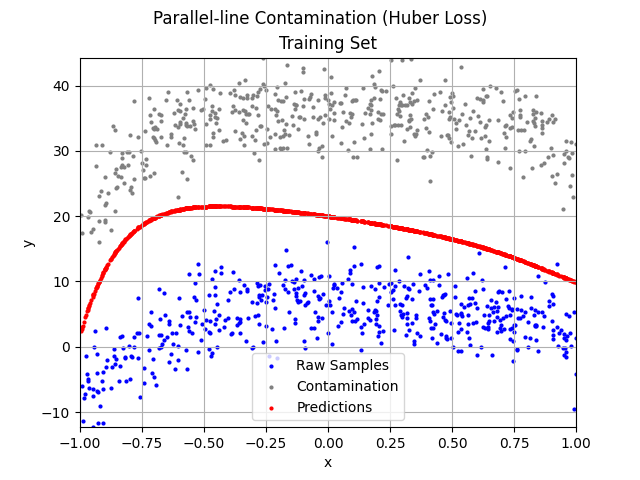 Parallel-line Contamination (Huber Loss)
Training Set
40
30
20
10
0
−10
y
−1.00 −0.75 −0.50 −0.25 0.00 0.25 0.50 0.75 1.00
x
Raw Samples
Contamination
Predictions